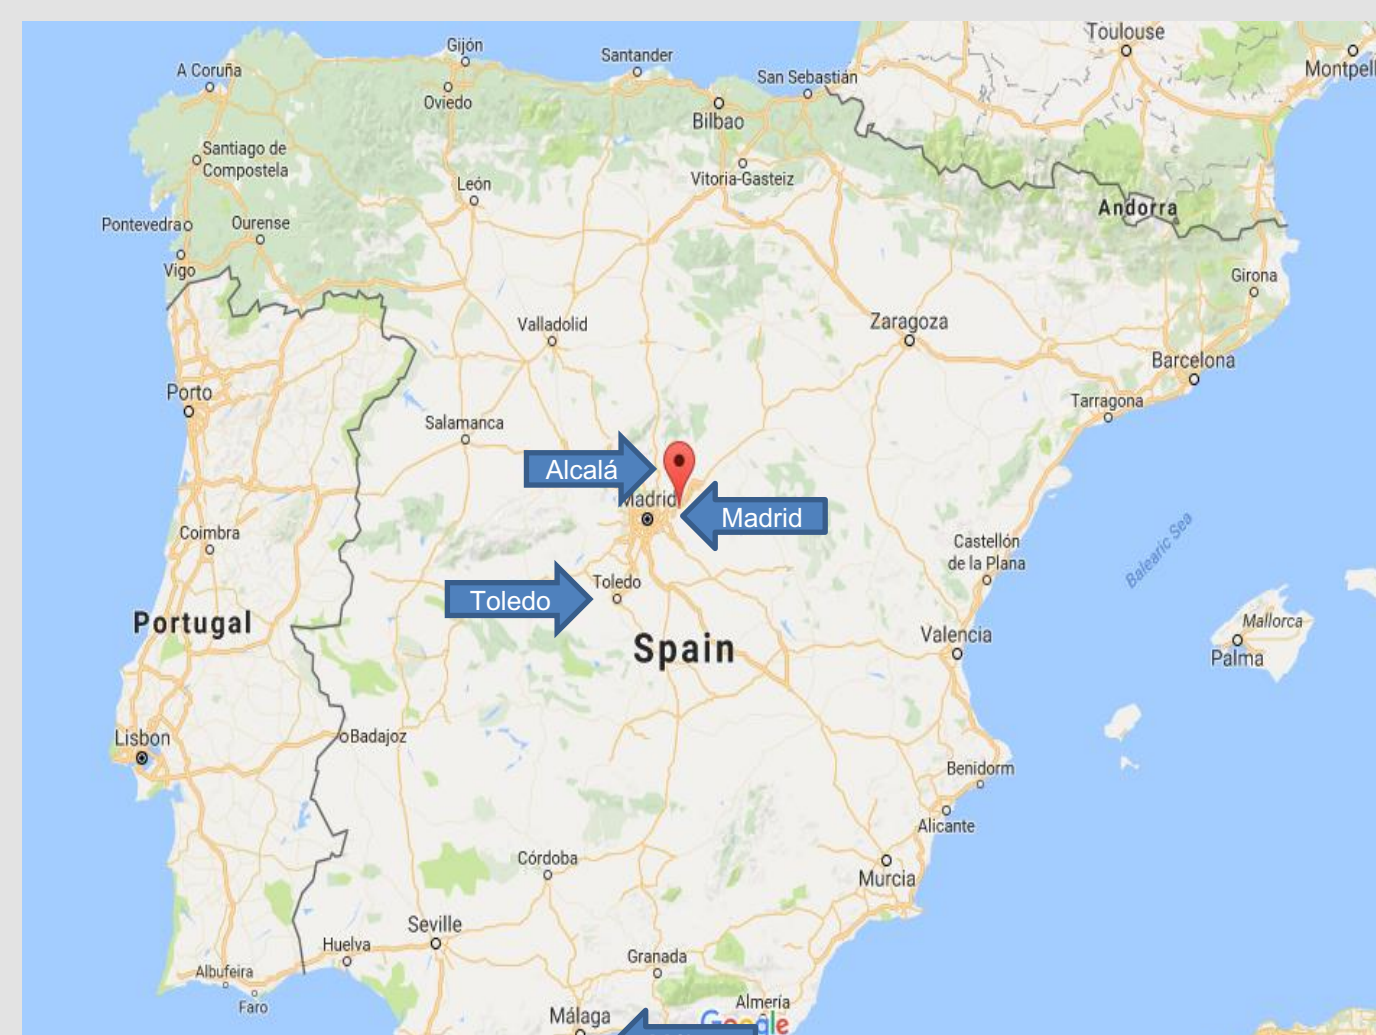 Toulouse
Gijón
Santander
A Coruña
San Sebastián
Montpell
Oviedo
Bilbao
Santiago de
Compostela
Vitoria-Gasteiz
León
Andorra
Pontevedra
Ourense
Vigo
Girona
Valladolid
Zaragoza
Barcelona
Porto
Tarragona
Salamanca
Alcalá
Madrid
Madrid
Coimbra
Castellón
de la Plana
Balearic Sea
Toledo
Toledo
Portugal
Mallorca
Spain
Valencia
Palma
Lisbon
Badajoz
Benidorm
Alicante
Córdoba
Murcia
Seville
Huelva
Granada
Albufeira
Faro
Almería
Málaga
Google